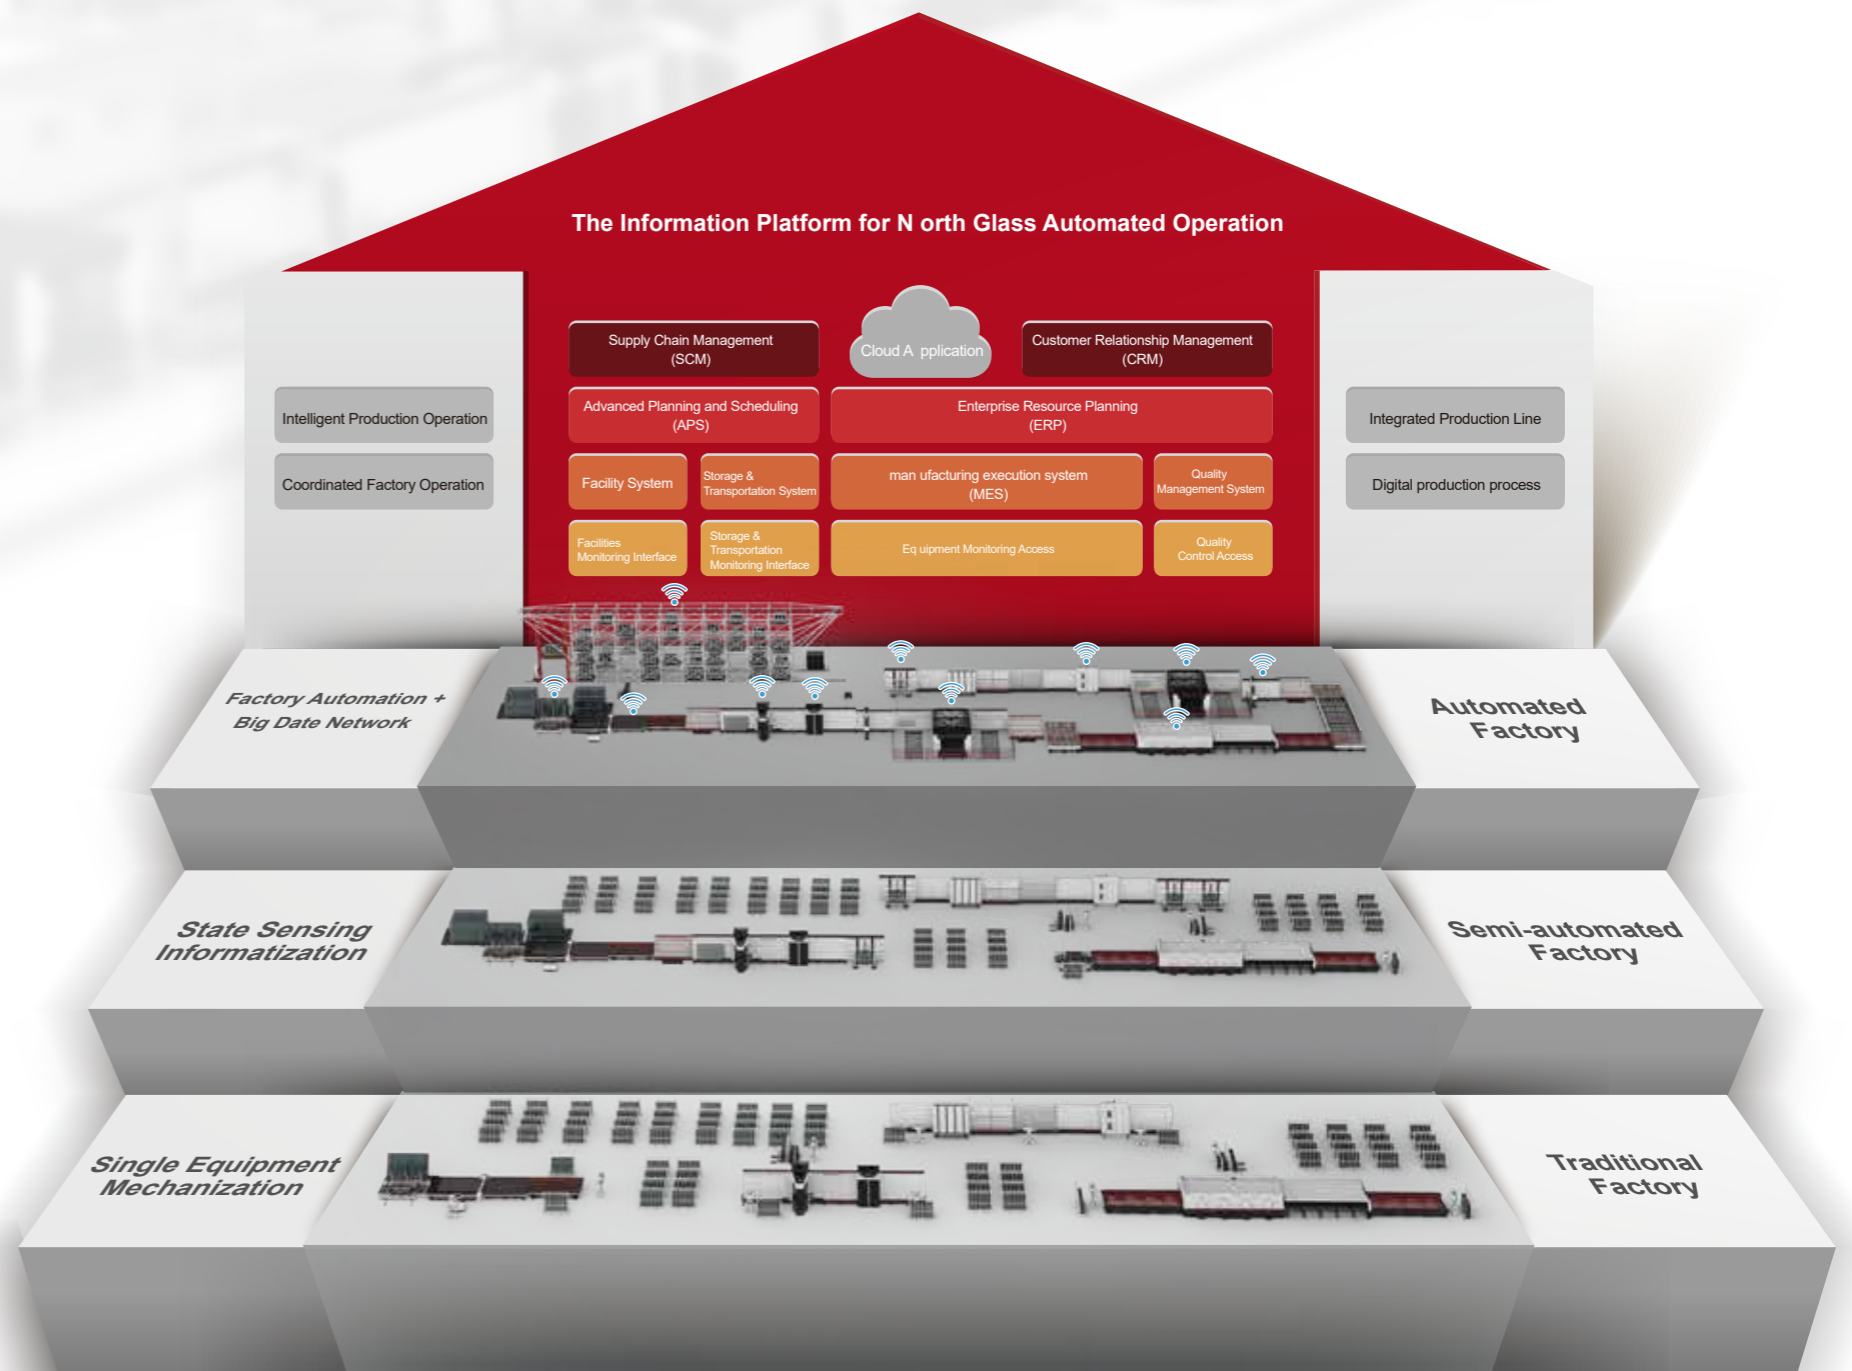 The Information Platform for N orth Glass Automated Operation
Cloud A pplication
Supply Chain Management
(SCM)
Customer Relationship Management
(CRM)
Advanced Planning and Scheduling
(APS)
Enterprise Resource Planning
(ERP)
Intelligent Production Operation
Coordinated Factory Operation
Integrated Production Line
Digital production process
Facility System
Storage &
Transportation System
man ufacturing execution system
(MES)
Quality
Management System
Facilities
Monitoring Interface
Storage &
Transportation
Monitoring Interface
Eq uipment Monitoring Access
Quality
Control Access
Factory Automation +
Big Date Network
Automated
Factory
State Sensing
Informatization
Semi-automated
Factory
Single Equipment
Mechanization
Traditional
Factory